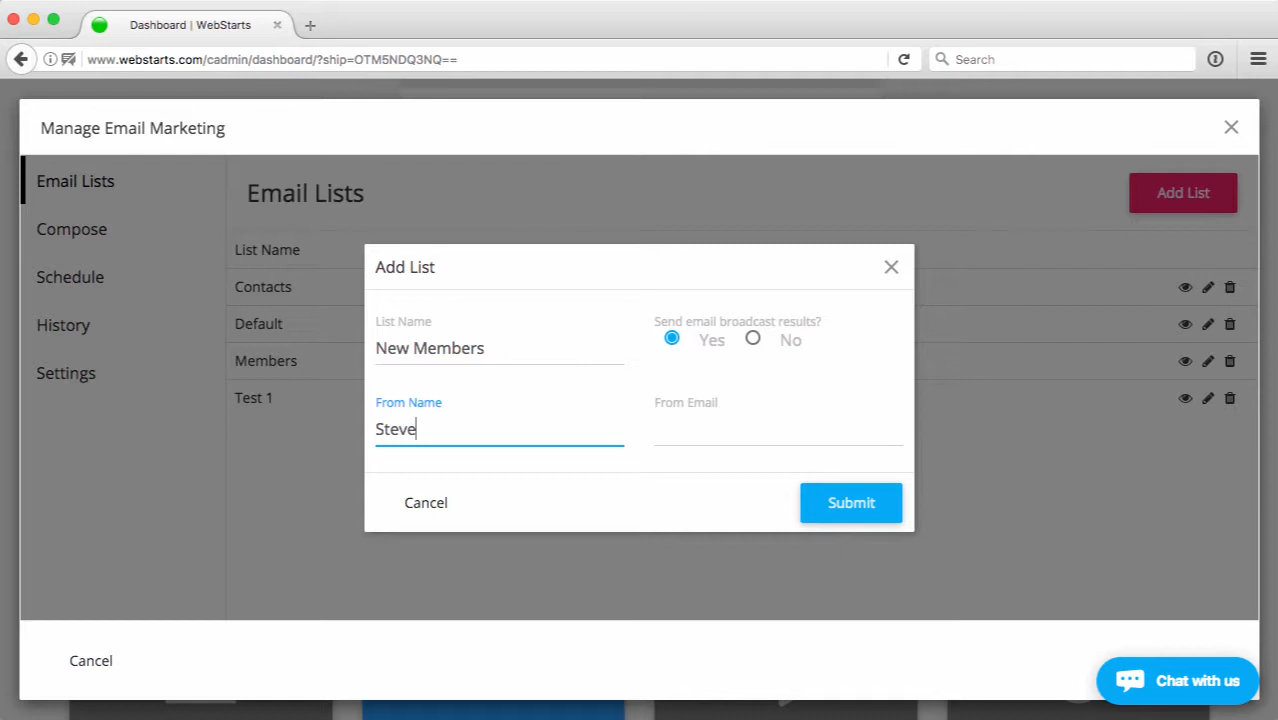 Dashboard | WebStarts
www.webstarts.com/cadmin/dashboard/?ship=OTM5NDQ3NQ==
Search
Manage Email Marketing
Email Lists
Compose
Schedule
History
Settings
Email Lists
Add List
List Name
Contacts
Default
Members
Test 1
Add List
List Name
Send email broadcast results?
New Members
Yes
No
From Name
From Email
Steve
Cancel
Submit
Cancel
Chat with us